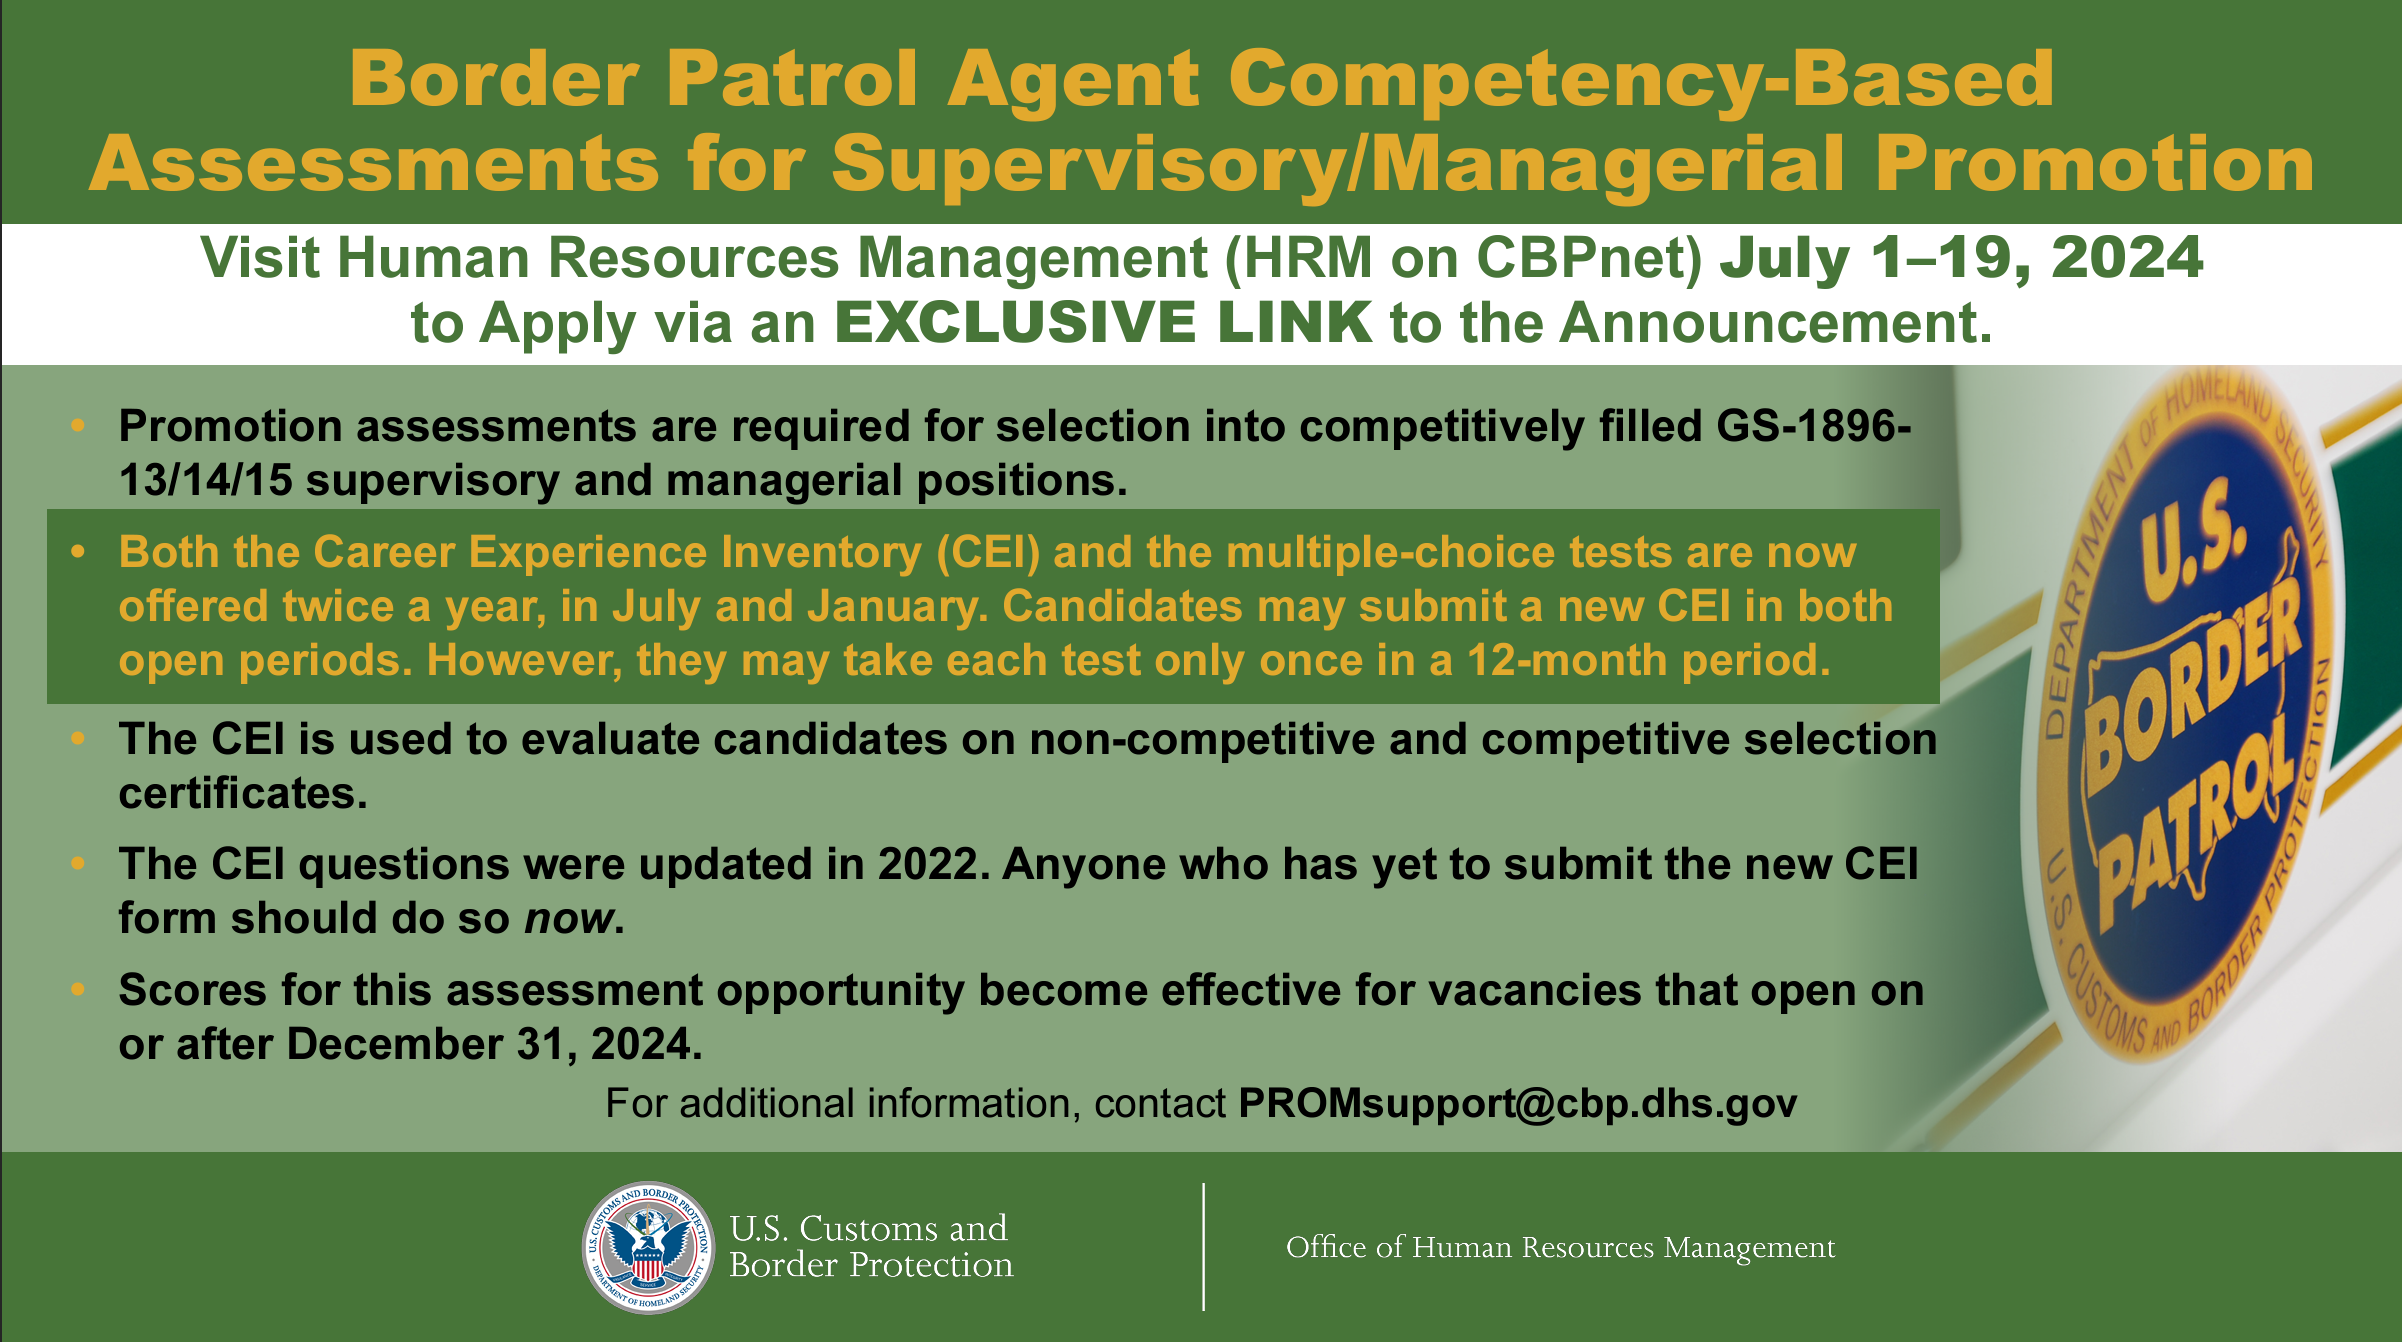 Border Patrol Agent Competency-Based
Assessments for Supervisory/Managerial Promotion
Visit Human Resources Management (HRM on CBPnet) July 1–19, 2024
to Apply via an EXCLUSIVE LINK to the Announcement.
• Promotion assessments are required for selection into competitively filled GS-1896-
13/14/15 supervisory and managerial positions.
• Both the Career Experience Inventory (CEI) and the multiple-choice tests are now
offered twice a year, in July and January. Candidates may submit a new CEI in both
open periods. However, they may take each test only once in a 12-month period.
• The CEI is used to evaluate candidates on non-competitive and competitive selection
certificates.
• The CEI questions were updated in 2022. Anyone who has yet to submit the new CEI
form should do so now.
• Scores for this assessment opportunity become effective for vacancies that open on
or after December 31, 2024.
For additional information, contact PROMsupport@cbp.dhs.gov
DEPARTMENT OF HOMELAND SECURITY
U.S.
BORDER
PATROL
U.S. CUSTOMS AND BORDER PROTECTION
U.S. CUSTOMS AND BORDER PROTECTION
DEPARTMENT OF HOMELAND SECURITY
U.S. Customs and
Border Protection
Office of Human Resources Management